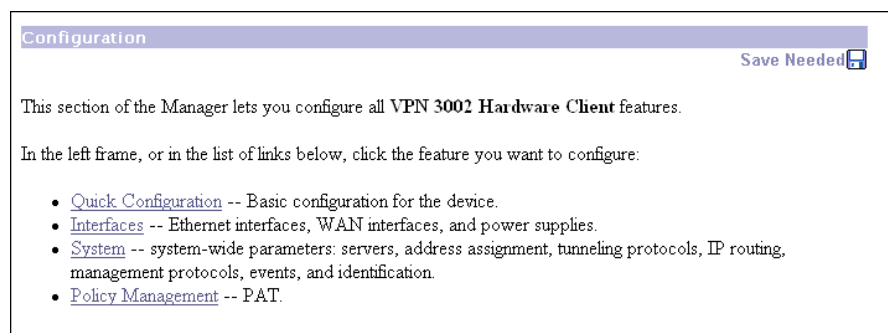 Configuration
Save Needed
This section of the Manager lets you configure all VPN 3002 Hardware Client features.
In the left frame, or in the list of links below, click the feature you want to configure:
• Quick Configuration -- Basic configuration for the device.
• Interfaces -- Ethernet interfaces, WAN interfaces, and power supplies.
• System -- system-wide parameters: servers, address assignment, tunneling protocols, IP routing,
management protocols, events, and identification.
• Policy Management -- PAT.